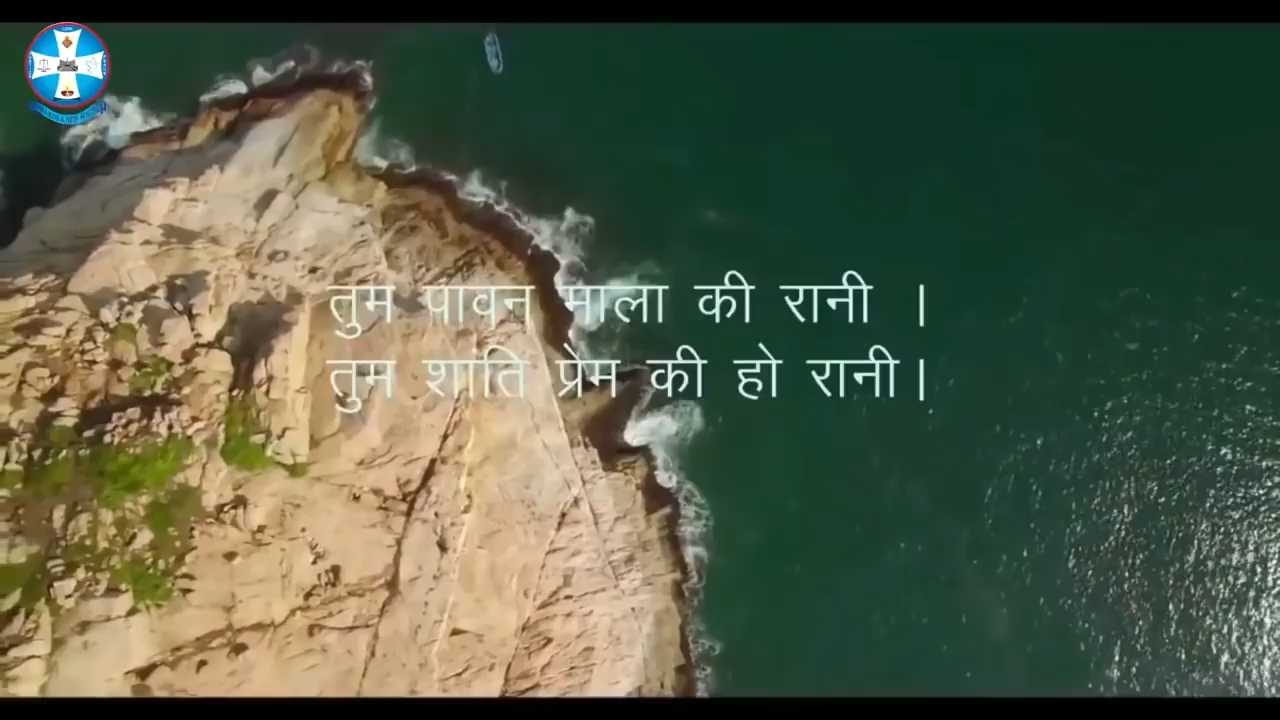 तुम पावन माला की रानी ।
तुम शांति प्रेम की हो रानी।